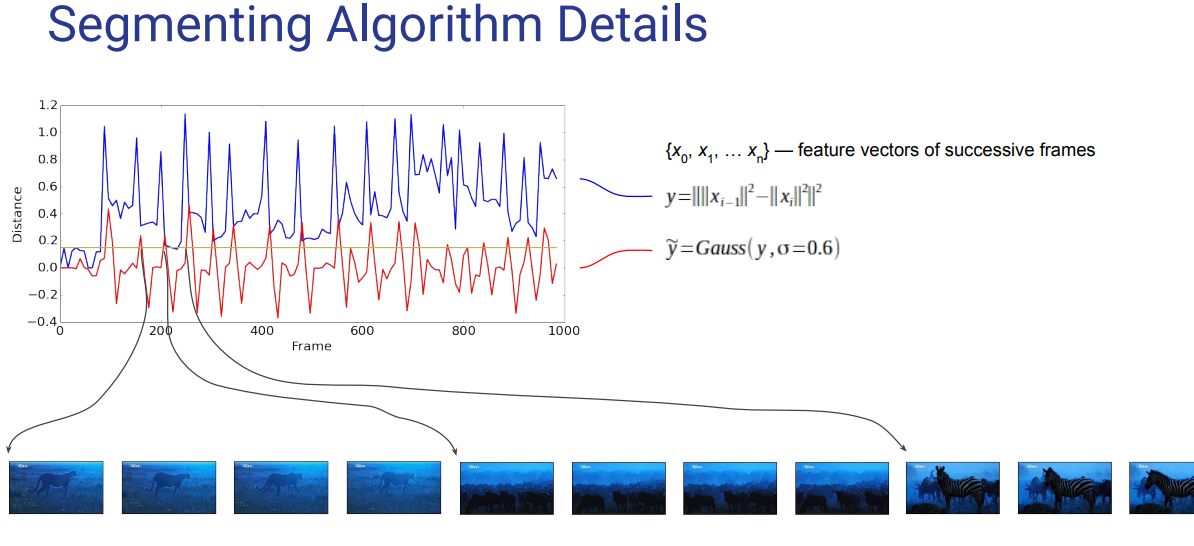 Segmenting Algorithm Details
1.2
1.0
0.8
0.6
0.4
0.2
0.0
−0.2
−0.4
Distance
0 200 400 600 800 1000
Frame
{x₀, x₁, … xₙ} — feature vectors of successive frames
y=‖‖‖xᵢ₋₁‖²−‖xᵢ‖²‖²
ỹ=Gauss(y,σ=0.6)